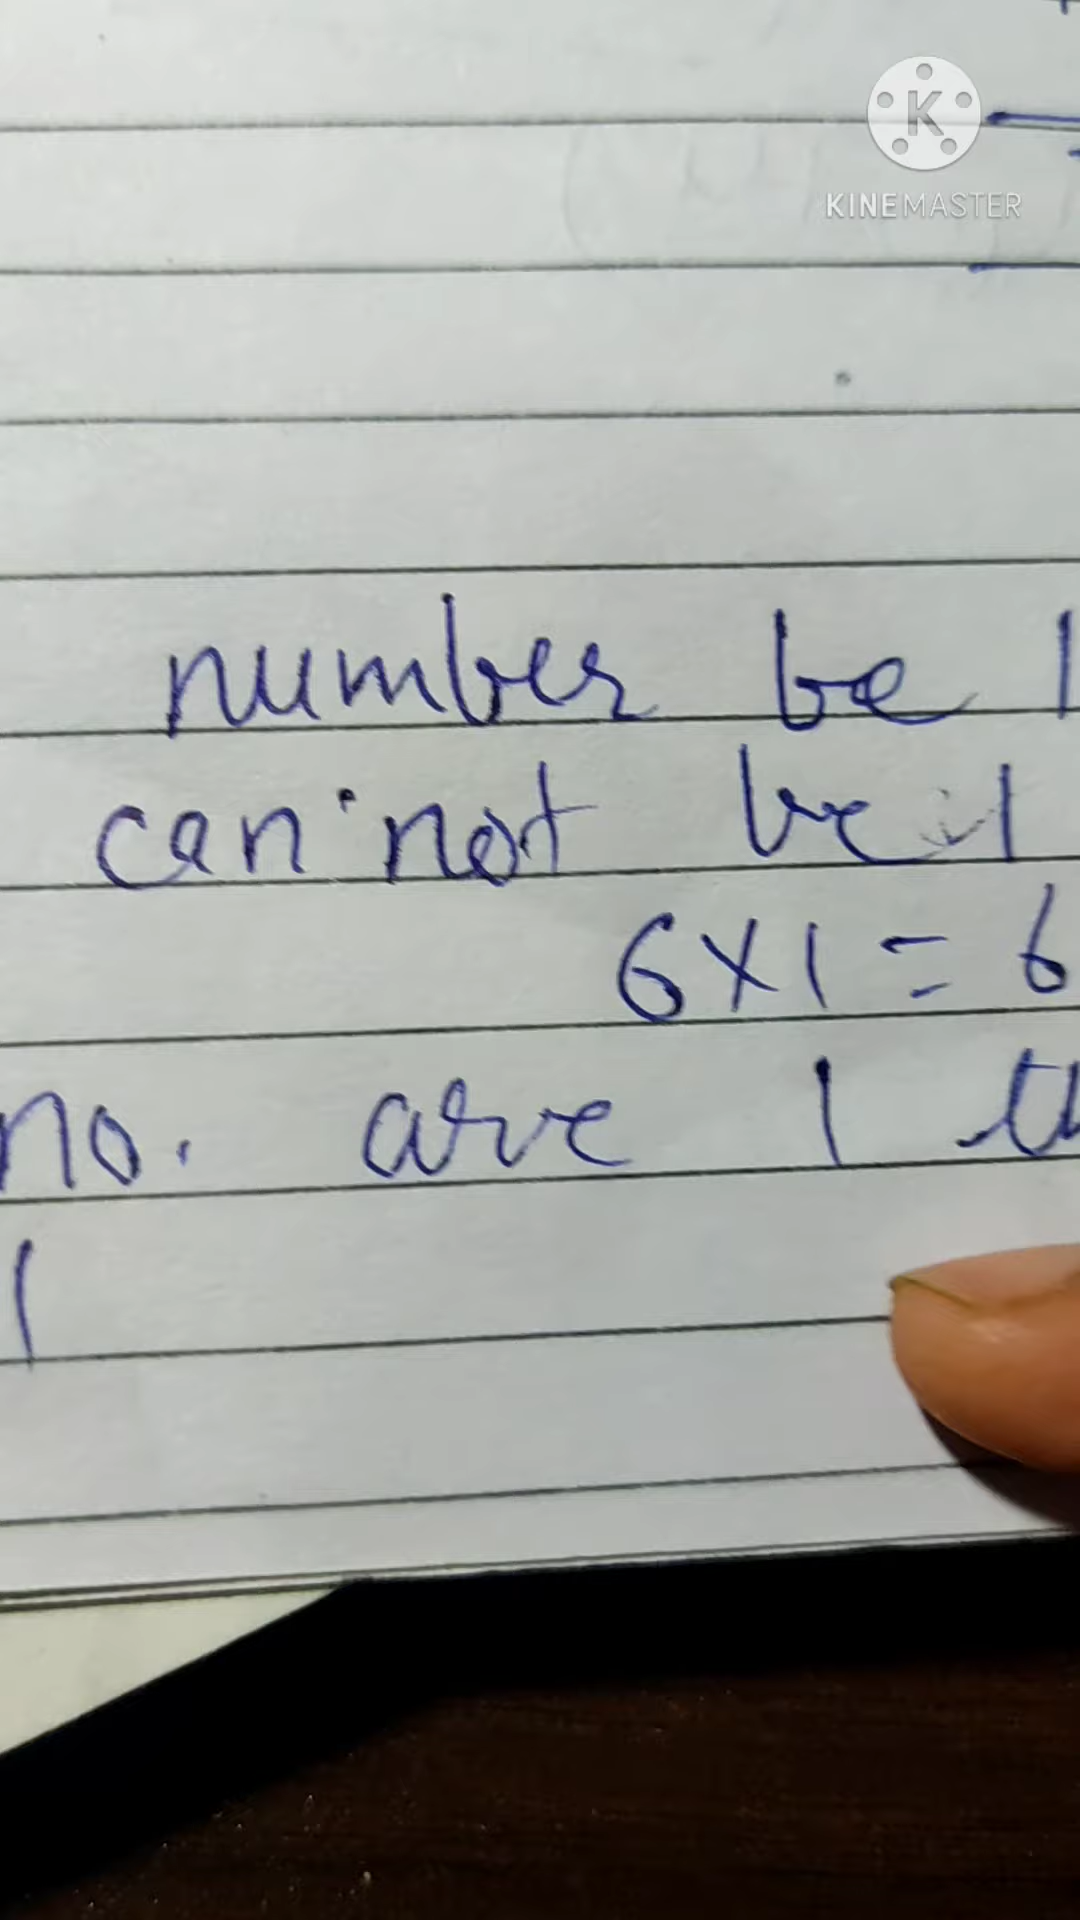 KINEMASTER
number be 1
can not be 1
6×1 = 6
no. are 1
1